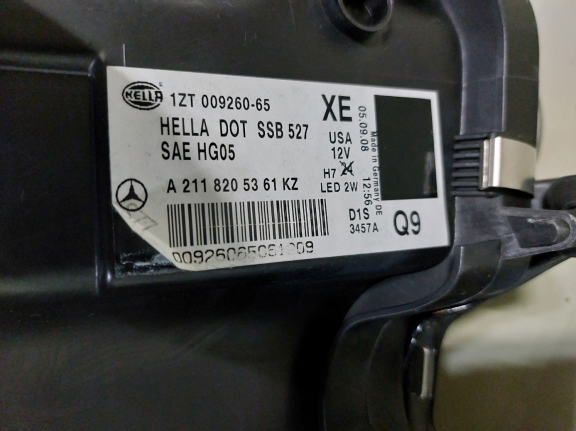 HELLA
1ZT 009260-65
HELLA DOT SSB 527
SAE HG05
A 211 820 53 61 KZ
XE
USA
12V
H7
LED 2W
D1S
3457A
05.09.08 12:56
Made in Germany DE
Q9